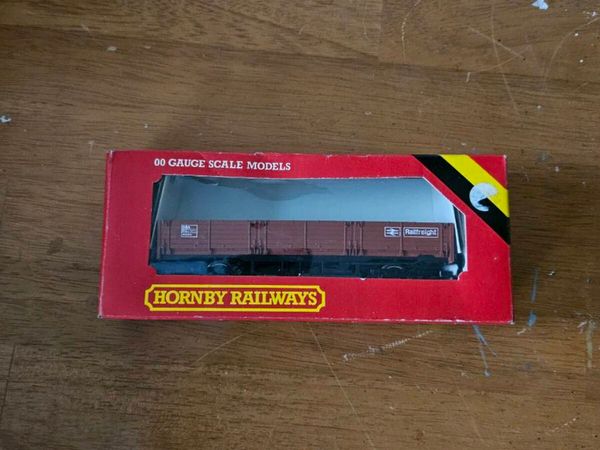 00 GAUGE SCALE MODELS
Railfreight
HORNBY RAILWAYS